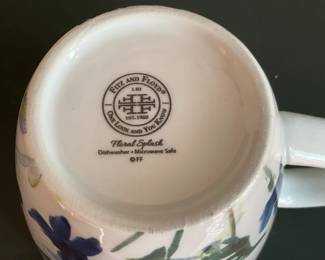 FITZ AND FLOYD®
EST. 1960
ONE LOOK AND YOU KNOW
Floral Splash
Dishwasher • Microwave Safe
©FF